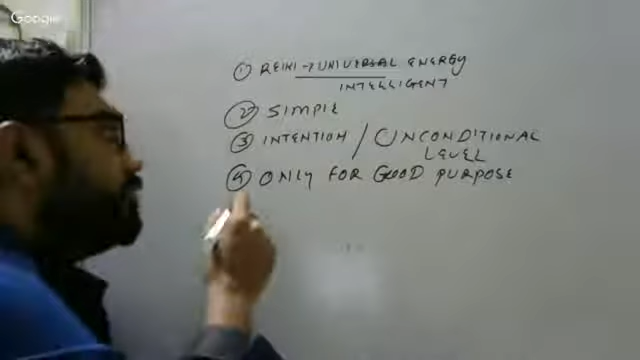 Google
① REIKI → UNIVERSAL ENERGY
INTELLIGENT
② SIMPLE
③ INTENTION / UNCONDITIONAL
LEVEL
④ ONLY FOR GOOD PURPOSE